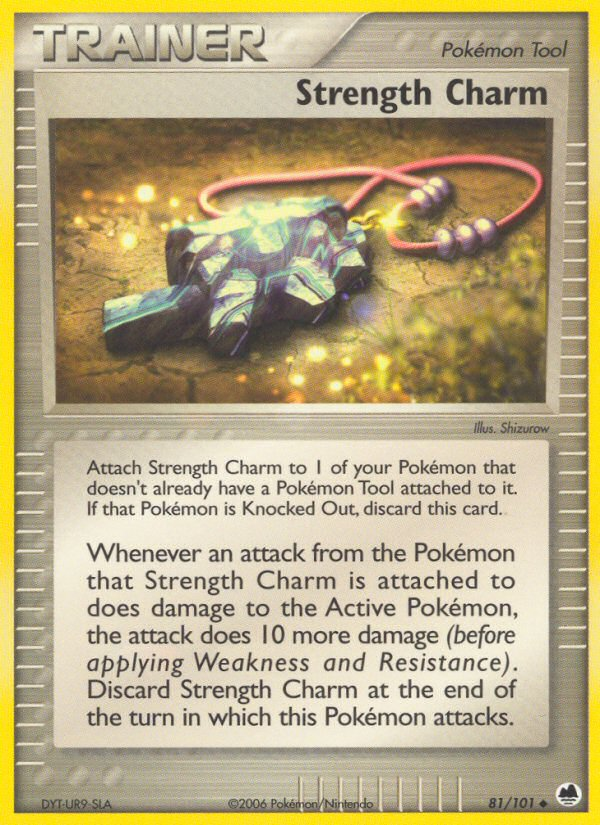 TRAINER
Pokémon Tool
Strength Charm
Illus. Shizurow
Attach Strength Charm to 1 of your Pokémon that
doesn't already have a Pokémon Tool attached to it.
If that Pokémon is Knocked Out, discard this card.
Whenever an attack from the Pokémon
that Strength Charm is attached to
does damage to the Active Pokémon,
the attack does 10 more damage (before
applying Weakness and Resistance).
Discard Strength Charm at the end of
the turn in which this Pokémon attacks.
DYT-UR9-SLA
©2006 Pokémon/Nintendo
81/101